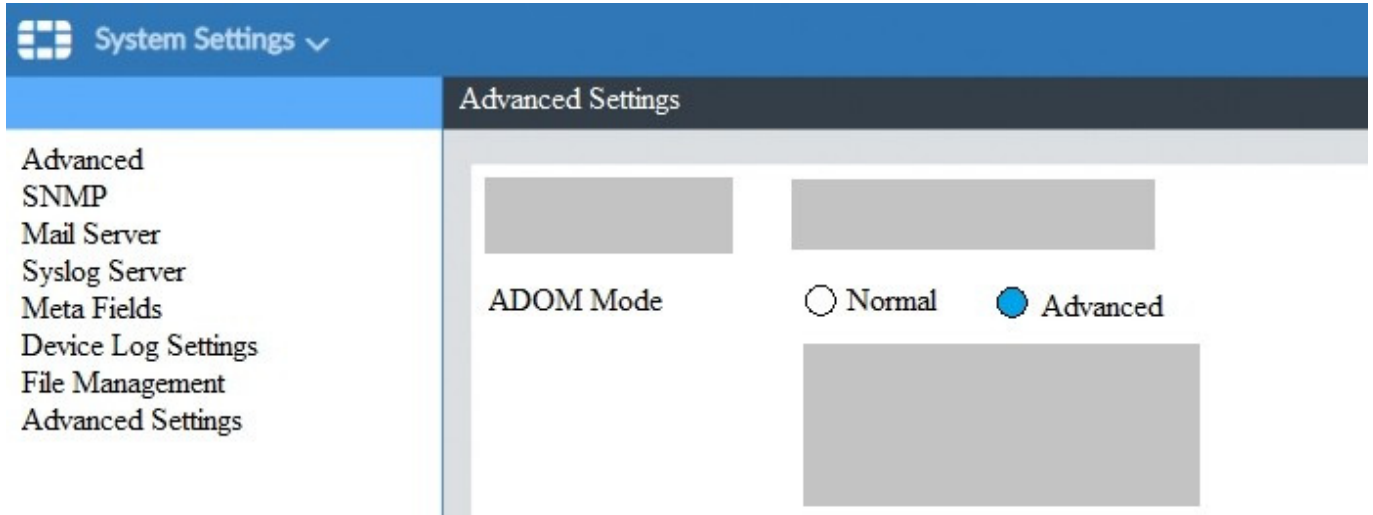 System Settings
Advanced Settings
Advanced
SNMP
Mail Server
Syslog Server
Meta Fields
Device Log Settings
File Management
Advanced Settings
ADOM Mode Normal Advanced